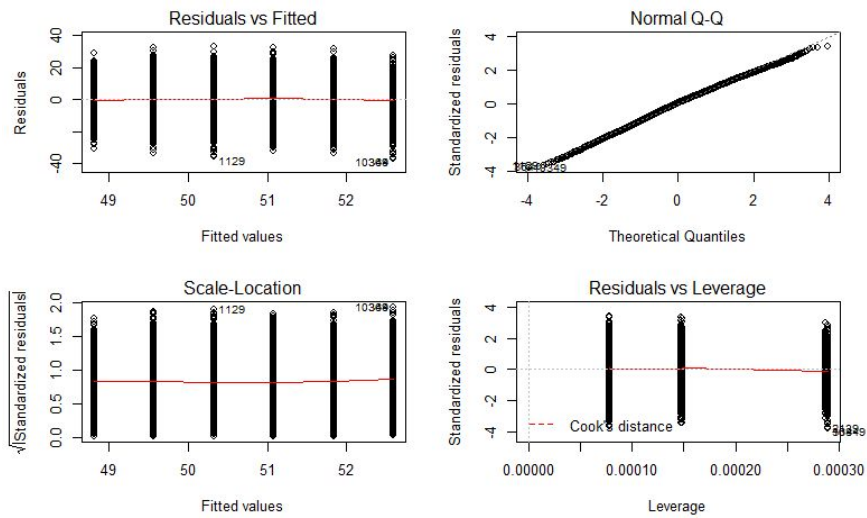 Residuals vs Fitted
Residuals
40
20
0
-40
1129
49
50
51
52
Fitted values
Normal Q-Q
Standardized residuals
4
2
0
-2
-4
-4
-2
0
2
4
Theoretical Quantiles
Scale-Location
√|Standardized residuals|
2.0
1.5
1.0
0.5
0.0
1129
49
50
51
52
Fitted values
Residuals vs Leverage
Standardized residuals
4
2
0
-2
-4
Cook's distance
0.00000
0.00010
0.00020
0.00030
Leverage